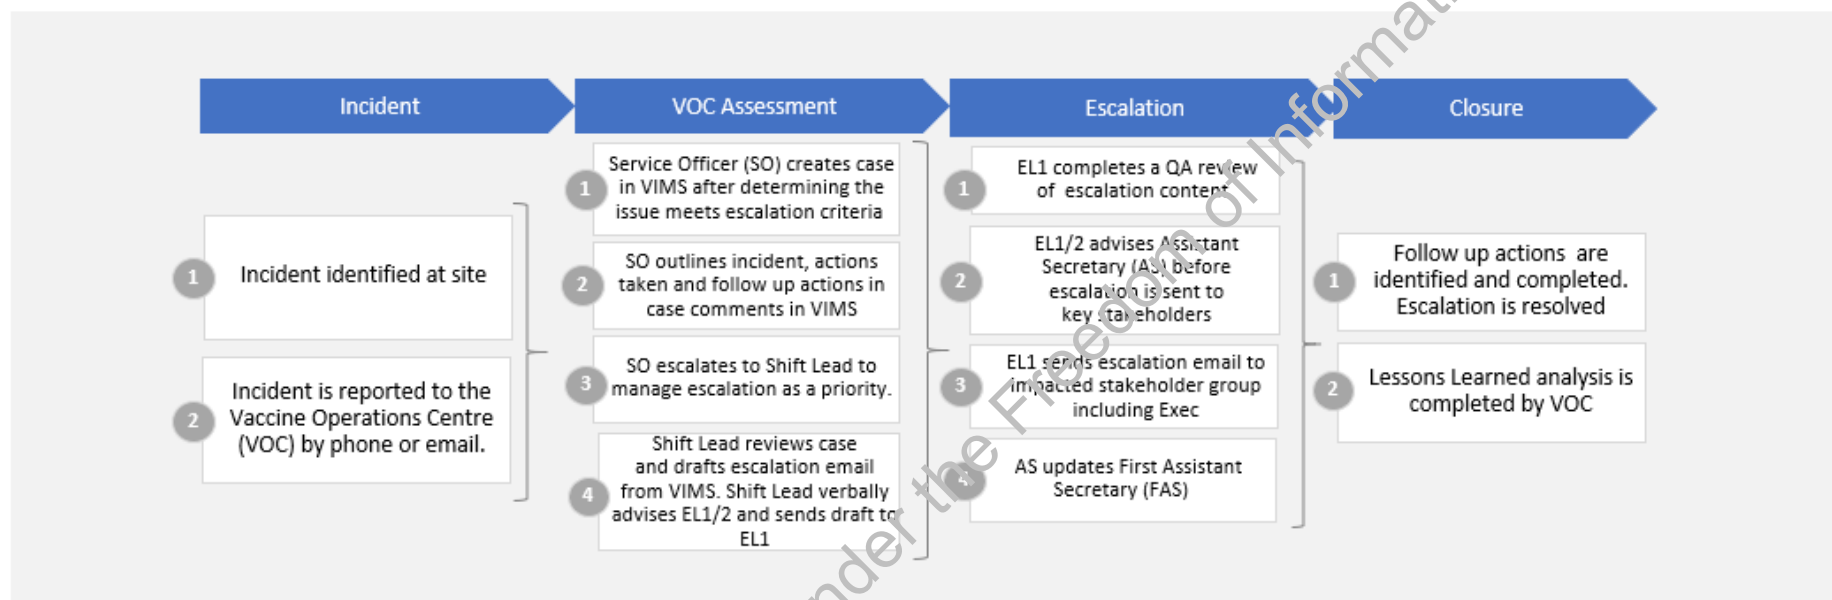 Incident
VOC Assessment
Escalation
Closure
1
Incident identified at site
2
Incident is reported to the
Vaccine Operations Centre
(VOC) by phone or email.
1
Service Officer (SO) creates case
in VIMS after determining the
issue meets escalation criteria
2
SO outlines incident, actions
taken and follow up actions in
case comments in VIMS
3
SO escalates to Shift Lead to
manage escalation as a priority.
4
Shift Lead reviews case
and drafts escalation email
from VIMS. Shift Lead verbally
advises EL1/2 and sends draft to
EL1
1
EL1 completes a QA review
of escalation content
2
EL1/2 advises Assistant
Secretary (AS) before
escalation is sent to
key stakeholders
3
EL1 sends escalation email to
impacted stakeholder group
including Exec
4
AS updates First Assistant
Secretary (FAS)
1
Follow up actions are
identified and completed.
Escalation is resolved
2
Lessons Learned analysis is
completed by VOC
the Freedom of